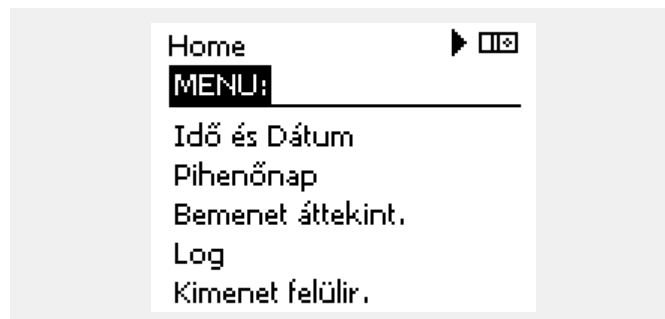 Home
MENU:
Idő és Dátum
Pihenőnap
Bemenet áttekint.
Log
Kimenet felülir.